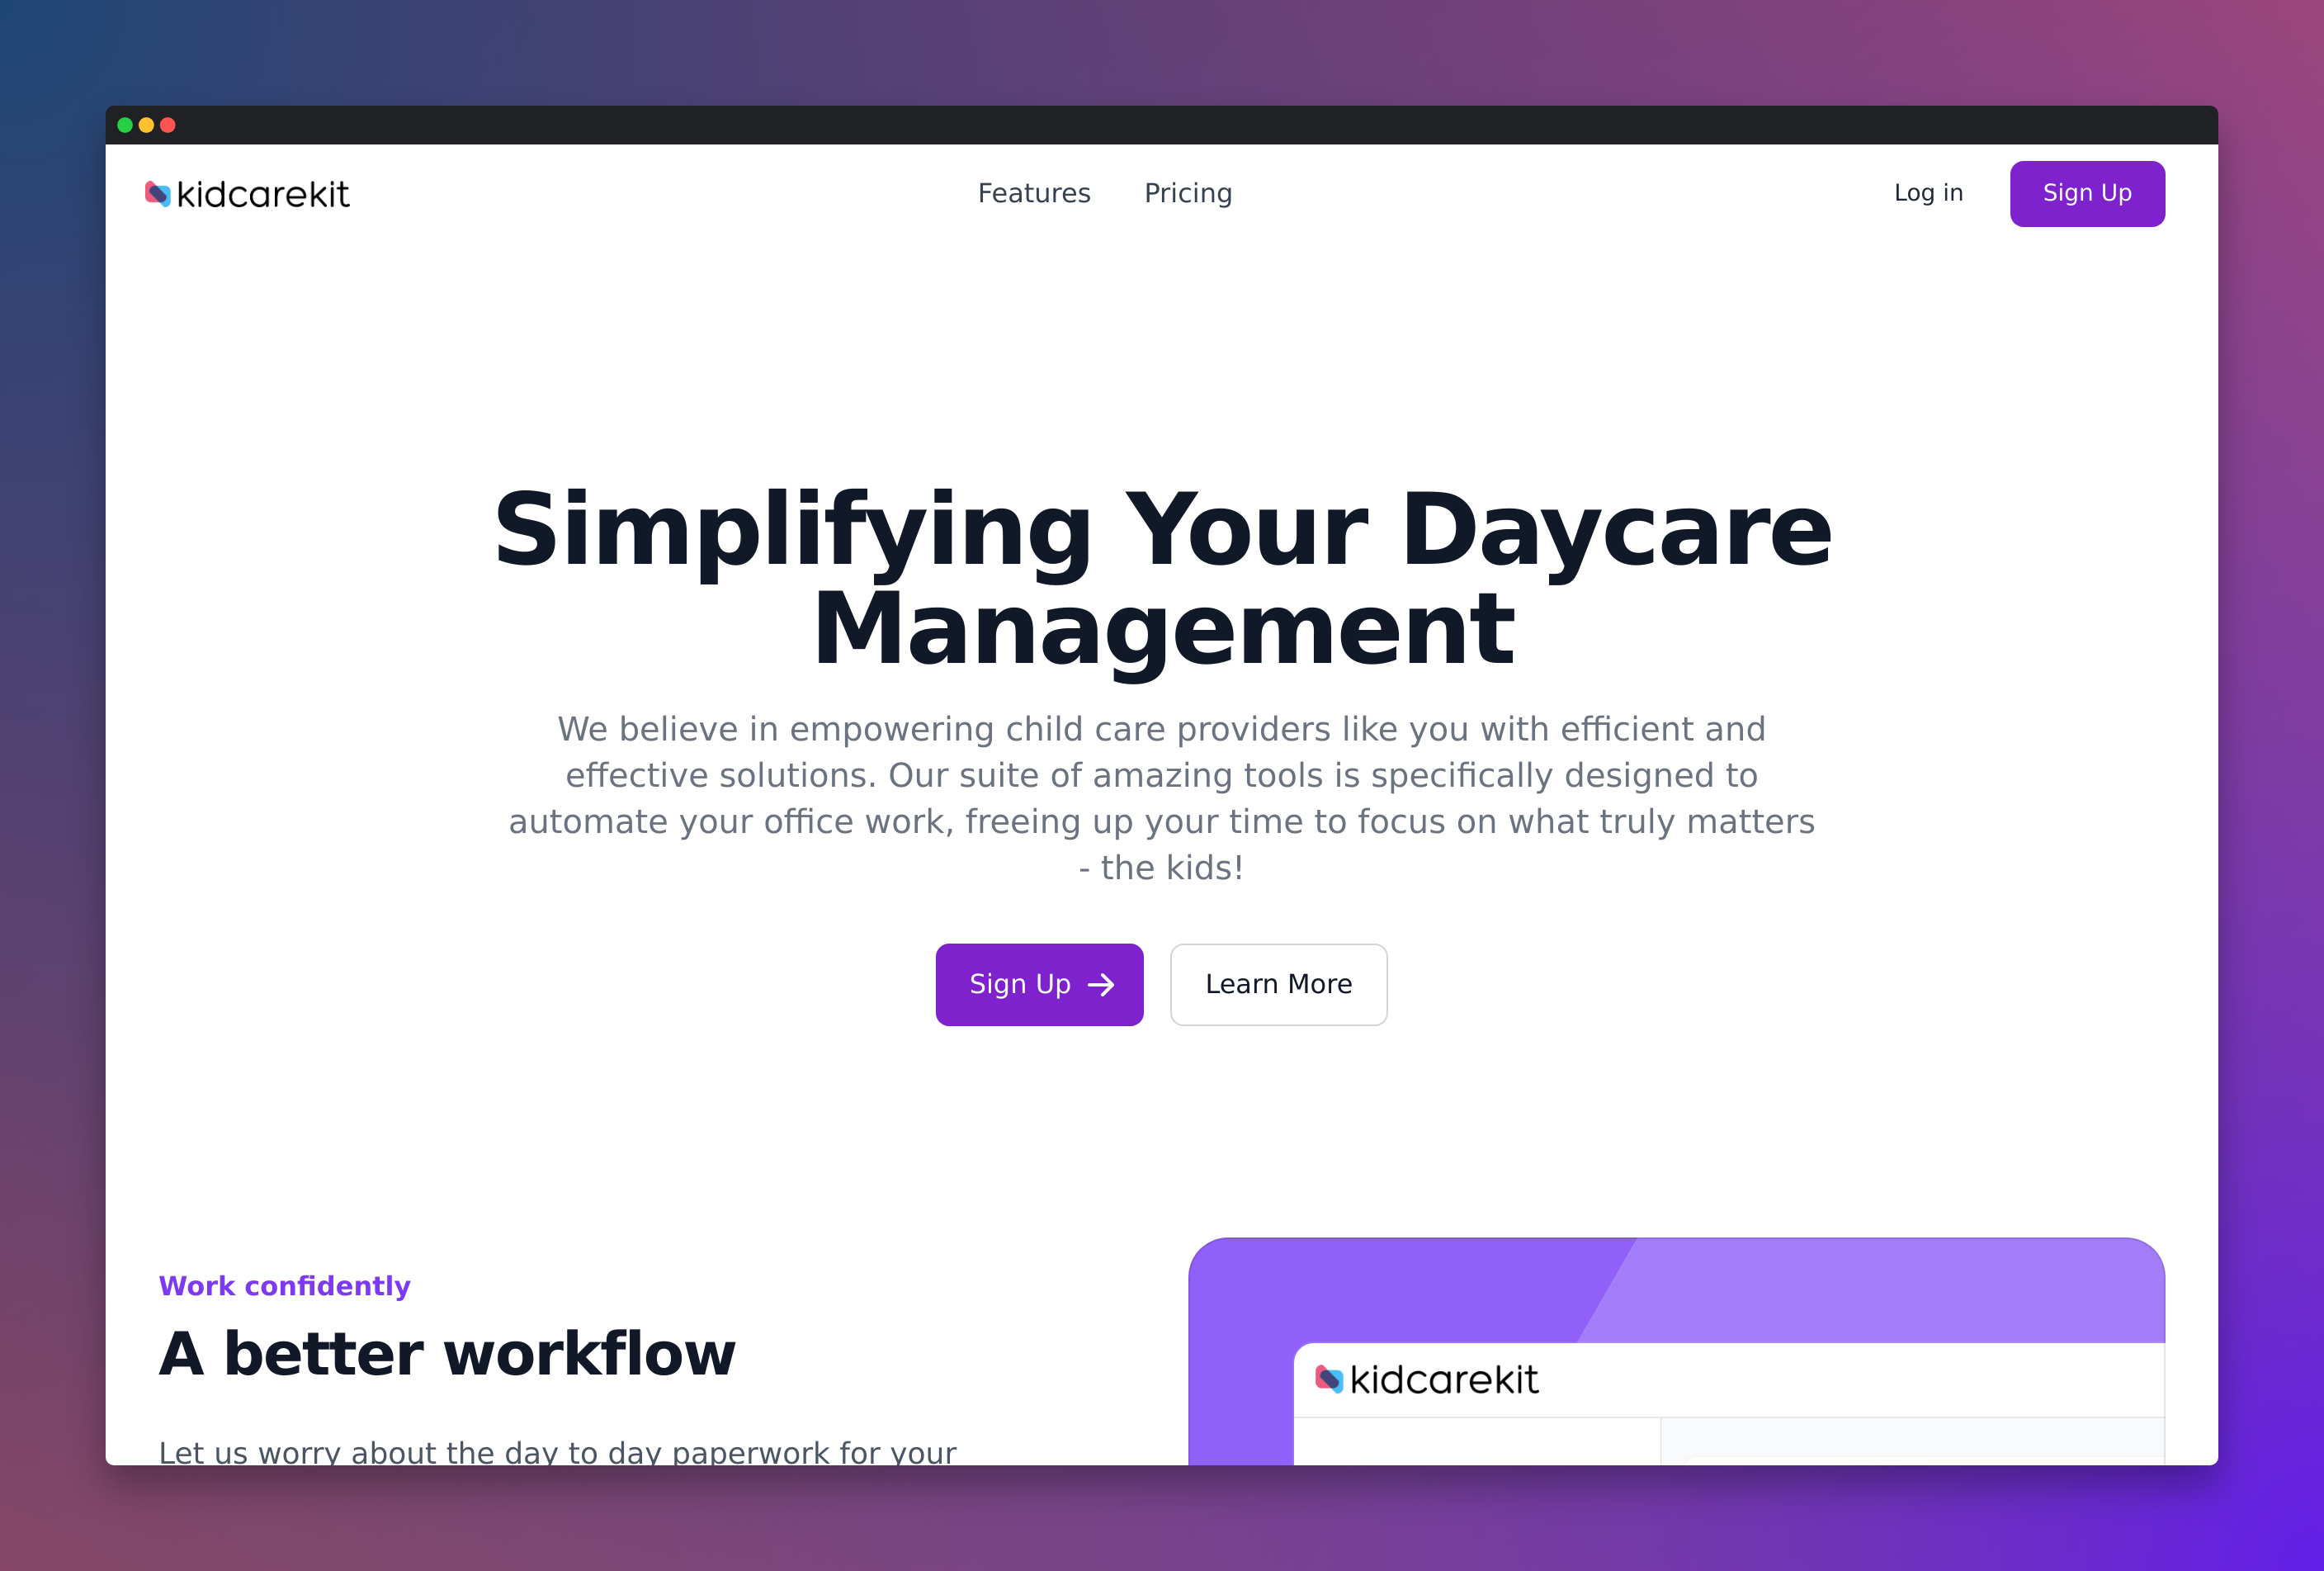 kidcarekit
Features
Pricing
Log in
Sign Up
Simplifying Your Daycare
Management
We believe in empowering child care providers like you with efficient and
effective solutions. Our suite of amazing tools is specifically designed to
automate your office work, freeing up your time to focus on what truly matters
- the kids!
Sign Up
Learn More
Work confidently
A better workflow
Let us worry about the day to day paperwork for your
kidcarekit